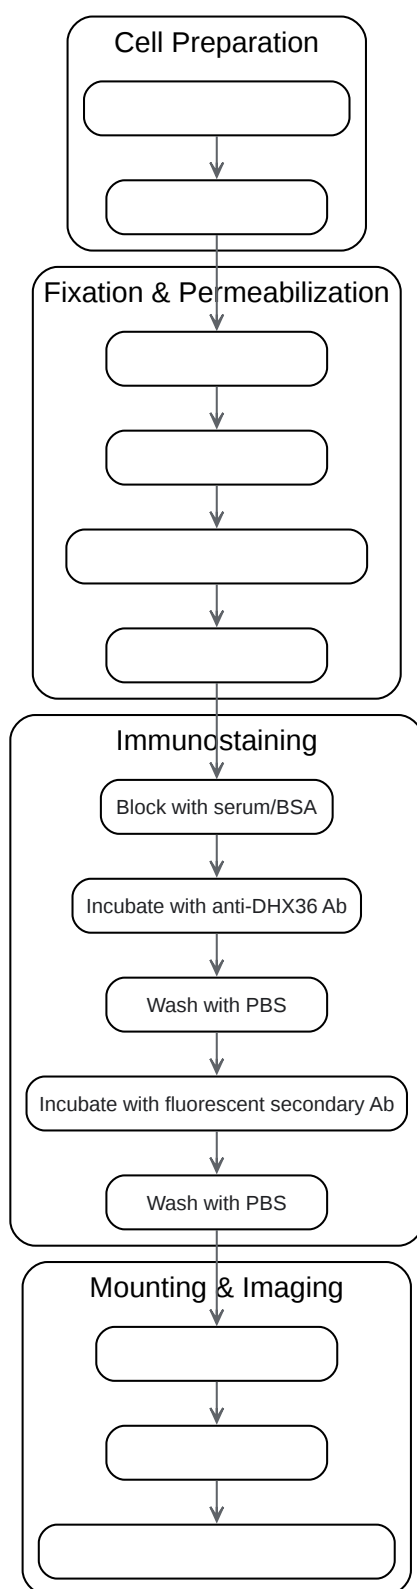 Cell Preparation
Fixation & Permeabilization
Immunostaining
Block with serum/BSA
Incubate with anti-DHX36 Ab
Wash with PBS
Incubate with fluorescent secondary Ab
Wash with PBS
Mounting & Imaging